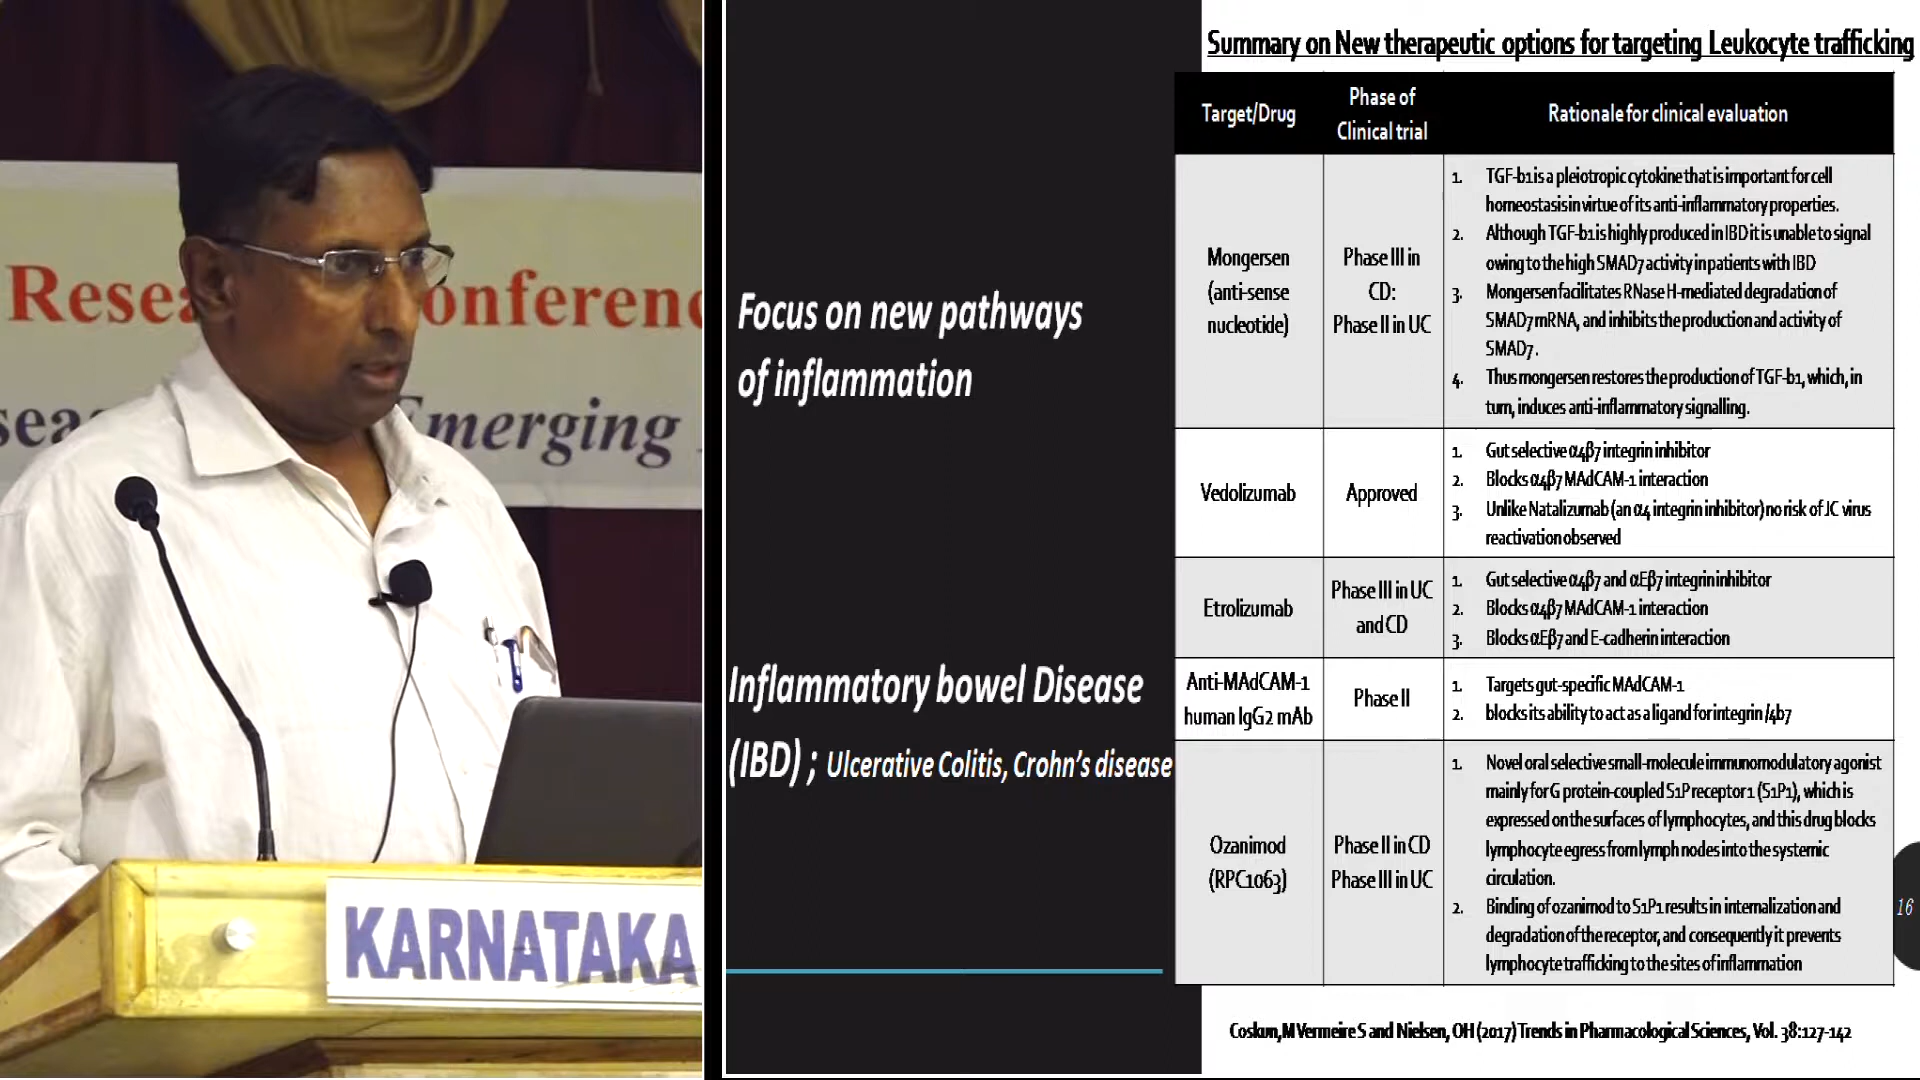 Resea
onferenc
sea
Emerging
KARNATAKA
Focus on new pathways
of inflammation
Inflammatory bowel Disease
(IBD) ; Ulcerative Colitis, Crohn's disease
Summary on New therapeutic options for targeting Leukocyte trafficking
Target/Drug
Phase of
Clinical trial
Rationale for clinical evaluation
Mongersen
(anti-sense
nucleotide)
Phase III in
CD:
Phase II in UC
1. TGF-b1 is a pleiotropic cytokine that is important for cell
homeostasis in virtue of its anti-inflammatory properties.
2. Although TGF-b1 is highly produced in IBD it is unable to signal
owing to the high SMAD7 activity in patients with IBD
3. Mongersen facilitates RNase H-mediated degradation of
SMAD7 mRNA, and inhibits the production and activity of
SMAD7.
4. Thus mongersen restores the production of TGF-b1, which, in
turn, induces anti-inflammatory signalling.
Vedolizumab
Approved
1. Gut selective α4β7 integrin inhibitor
2. Blocks α4β7 MAdCAM-1 interaction
3. Unlike Natalizumab (an α4 integrin inhibitor) no risk of JC virus
reactivation observed
Etrolizumab
Phase III in UC
and CD
1. Gut selective α4β7 and αEβ7 integrin inhibitor
2. Blocks α4β7 MAdCAM-1 interaction
3. Blocks αEβ7 and E-cadherin interaction
Anti-MAdCAM-1
human IgG2 mAb
Phase II
1. Targets gut-specific MAdCAM-1
2. blocks its ability to act as a ligand for integrin /4b7
Ozanimod
(RPC1063)
Phase II in CD
Phase III in UC
1. Novel oral selective small-molecule immunomodulatory agonist
mainly for G protein-coupled S1P receptor 1 (S1P1), which is
expressed on the surfaces of lymphocytes, and this drug blocks
lymphocyte egress from lymph nodes into the systemic
circulation.
2. Binding of ozanimod to S1P1 results in internalization and
degradation of the receptor, and consequently it prevents
lymphocyte trafficking to the sites of inflammation
16
Coskun,M Vermeire S and Nielsen, OH (2017) Trends in Pharmacological Sciences, Vol. 38:127-142